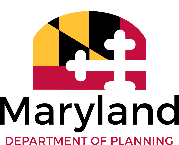 Maryland
DEPARTMENT OF PLANNING